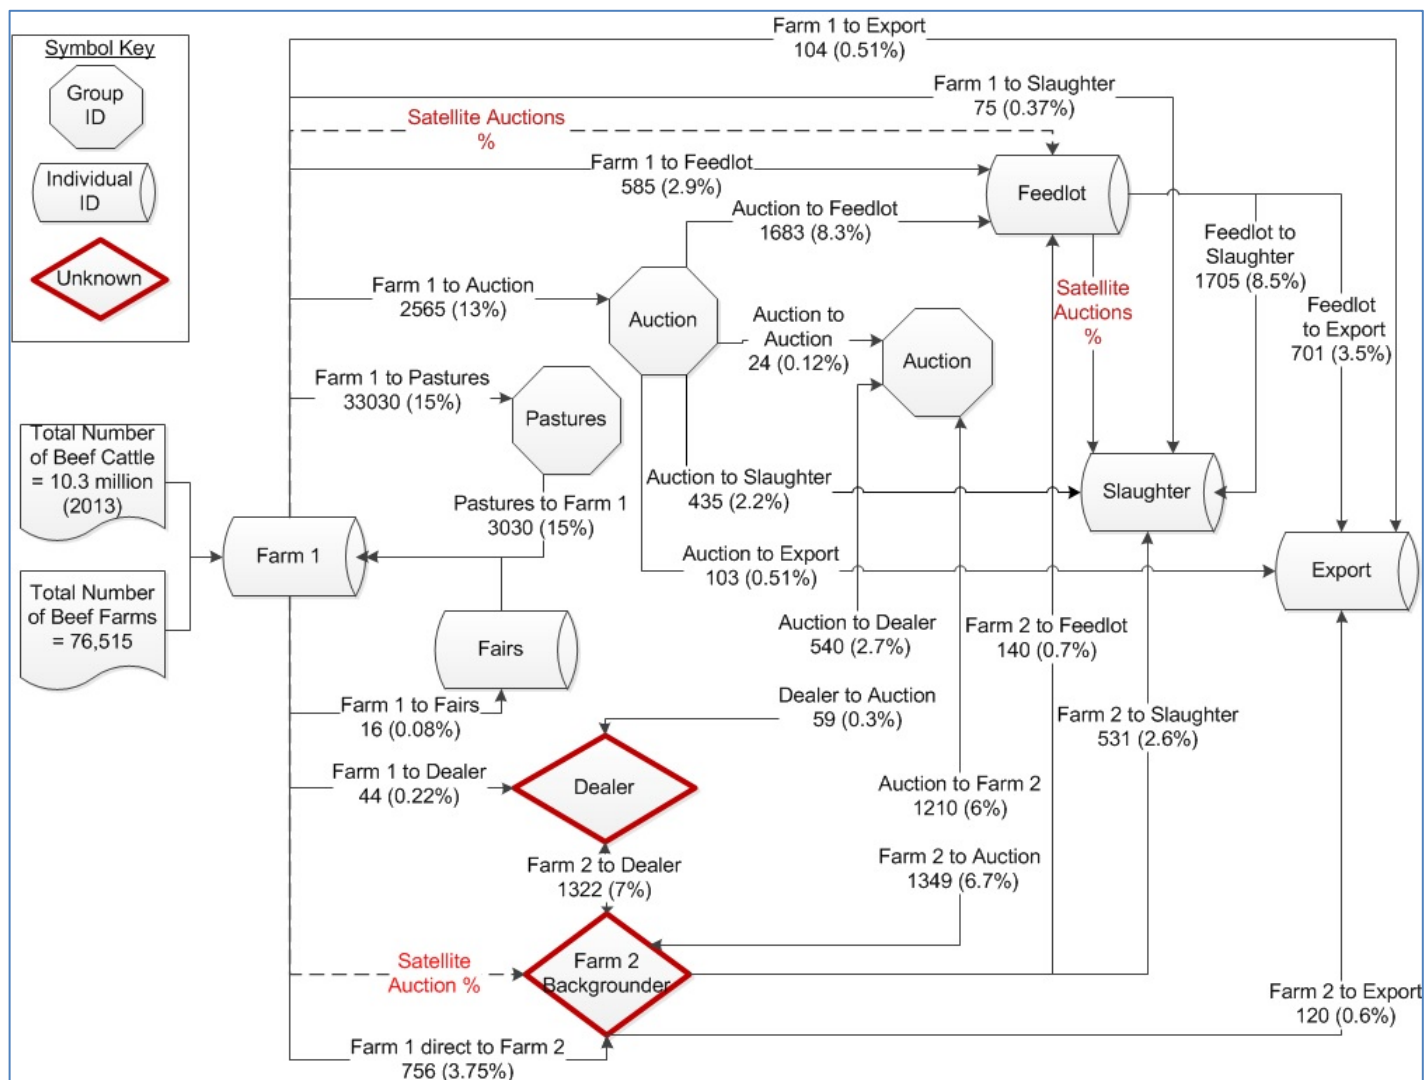 Symbol Key
Group
ID
Individual
ID
Unknown
Farm 1 to Export
104 (0.51%)
Farm 1 to Slaughter
75 (0.37%)
Satellite Auctions
%
Farm 1 to Feedlot
585 (2.9%)
Feedlot
Auction to Feedlot
1683 (8.3%)
Feedlot to
Slaughter
1705 (8.5%)
Farm 1 to Auction
2565 (13%)
Auction
Auction to
Auction
24 (0.12%)
Auction
Satellite
Auctions
%
Feedlot
to Export
701 (3.5%)
Farm 1 to Pastures
33030 (15%)
Pastures
Total Number
of Beef Cattle
= 10.3 million
(2013)
Pastures to Farm 1
3030 (15%)
Auction to Slaughter
435 (2.2%)
Slaughter
Farm 1
Auction to Export
103 (0.51%)
Export
Total Number
of Beef Farms
= 76,515
Fairs
Auction to Dealer
540 (2.7%)
Farm 2 to Feedlot
140 (0.7%)
Farm 1 to Fairs
16 (0.08%)
Dealer to Auction
59 (0.3%)
Farm 2 to Slaughter
531 (2.6%)
Farm 1 to Dealer
44 (0.22%)
Dealer
Auction to Farm 2
1210 (6%)
Farm 2 to Dealer
1322 (7%)
Farm 2 to Auction
1349 (6.7%)
Satellite
Auction %
Farm 2
Backgrounder
Farm 2 to Export
120 (0.6%)
Farm 1 direct to Farm 2
756 (3.75%)